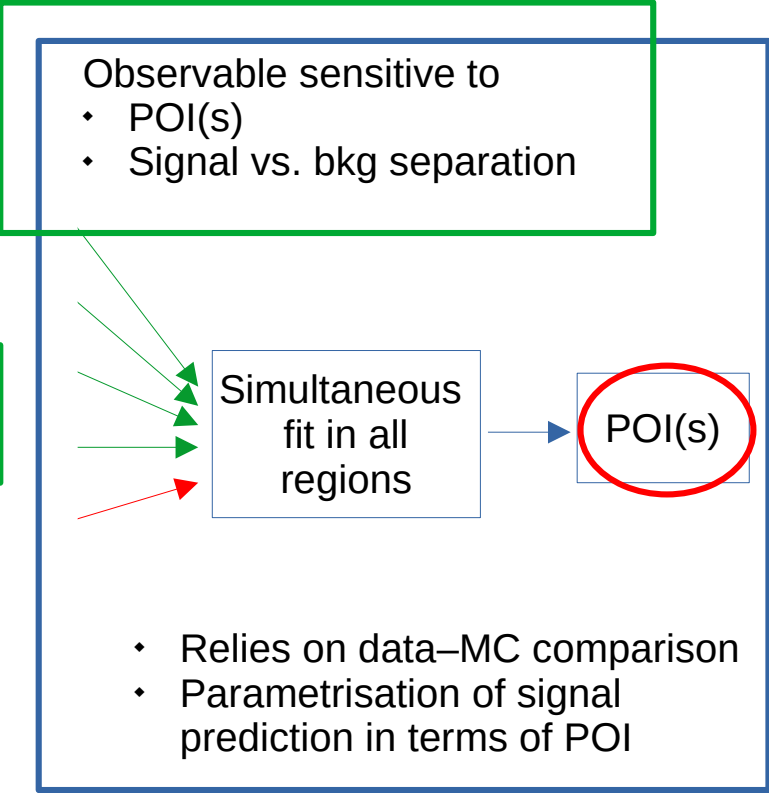 Observable sensitive to
• POI(s)
• Signal vs. bkg separation
Simultaneous
fit in all
regions
POI(s)
• Relies on data–MC comparison
• Parametrisation of signal
prediction in terms of POI